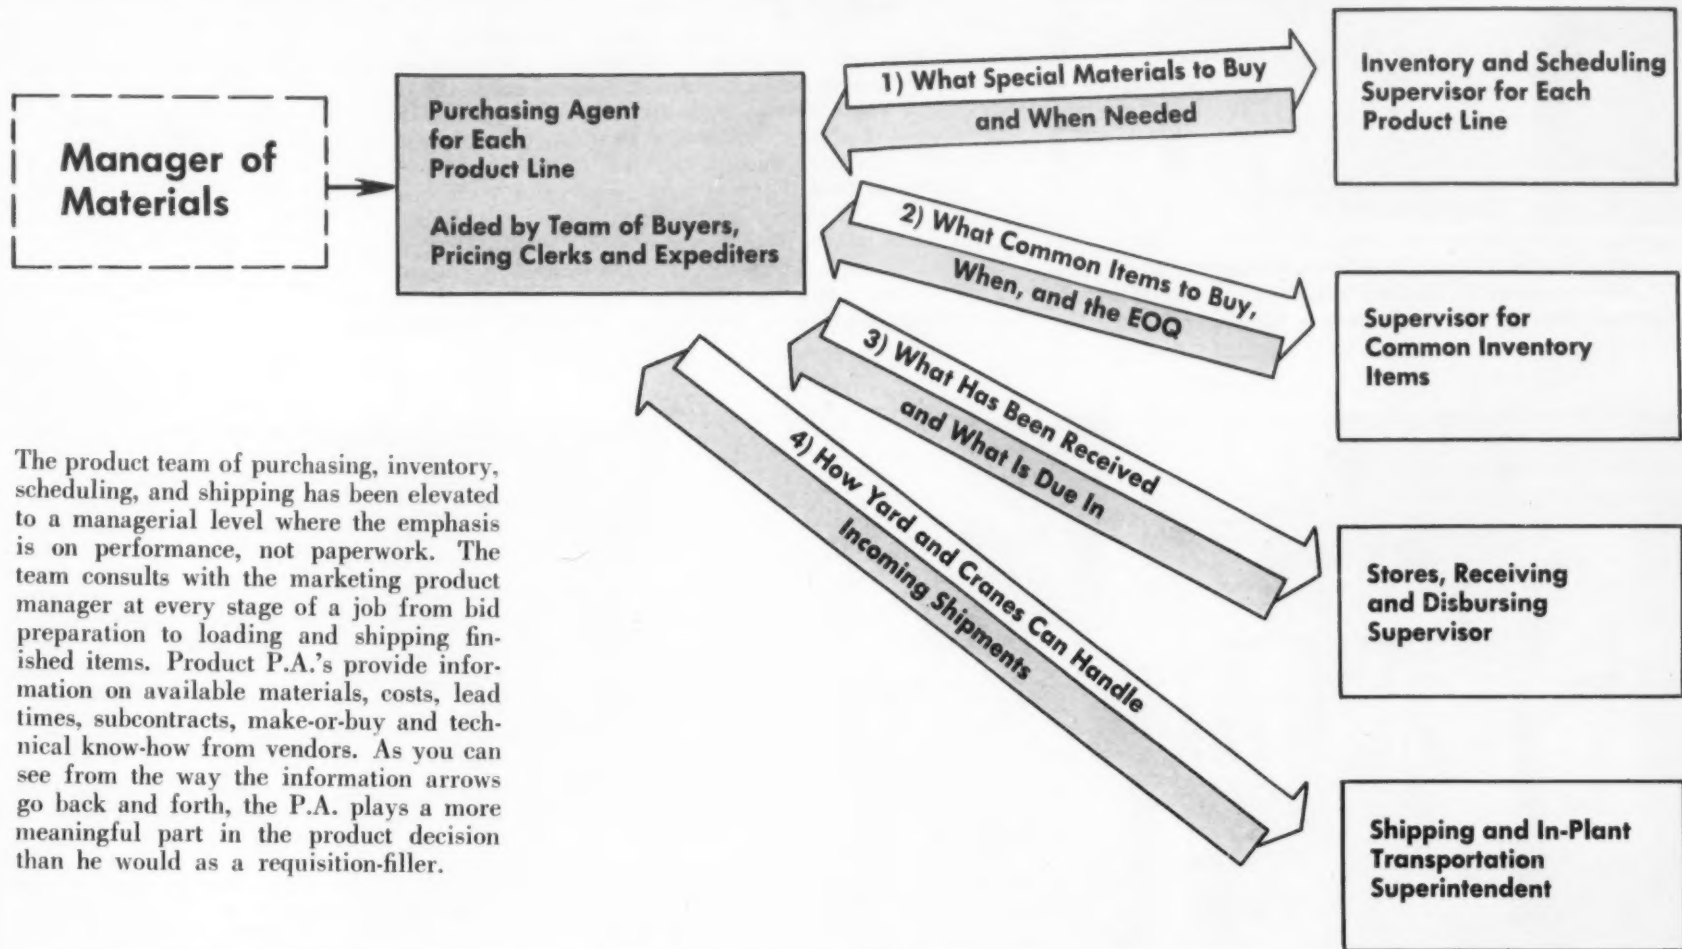 Manager of
Materials
Purchasing Agent
for Each
Product Line
Aided by Team of Buyers,
Pricing Clerks and Expediters
1) What Special Materials to Buy
and When Needed
Inventory and Scheduling
Supervisor for Each
Product Line
2) What Common Items to Buy,
When, and the EOQ
Supervisor for
Common Inventory
Items
3) What Has Been Received
and What Is Due In
Stores, Receiving
and Disbursing
Supervisor
4) How Yard and Cranes Can Handle
Incoming Shipments
Shipping and In-Plant
Transportation
Superintendent
The product team of purchasing, inventory,
scheduling, and shipping has been elevated
to a managerial level where the emphasis
is on performance, not paperwork. The
team consults with the marketing product
manager at every stage of a job from bid
preparation to loading and shipping fin-
ished items. Product P.A.'s provide infor-
mation on available materials, costs, lead
times, subcontracts, make-or-buy and tech-
nical know-how from vendors. As you can
see from the way the information arrows
go back and forth, the P.A. plays a more
meaningful part in the product decision
than he would as a requisition-filler.